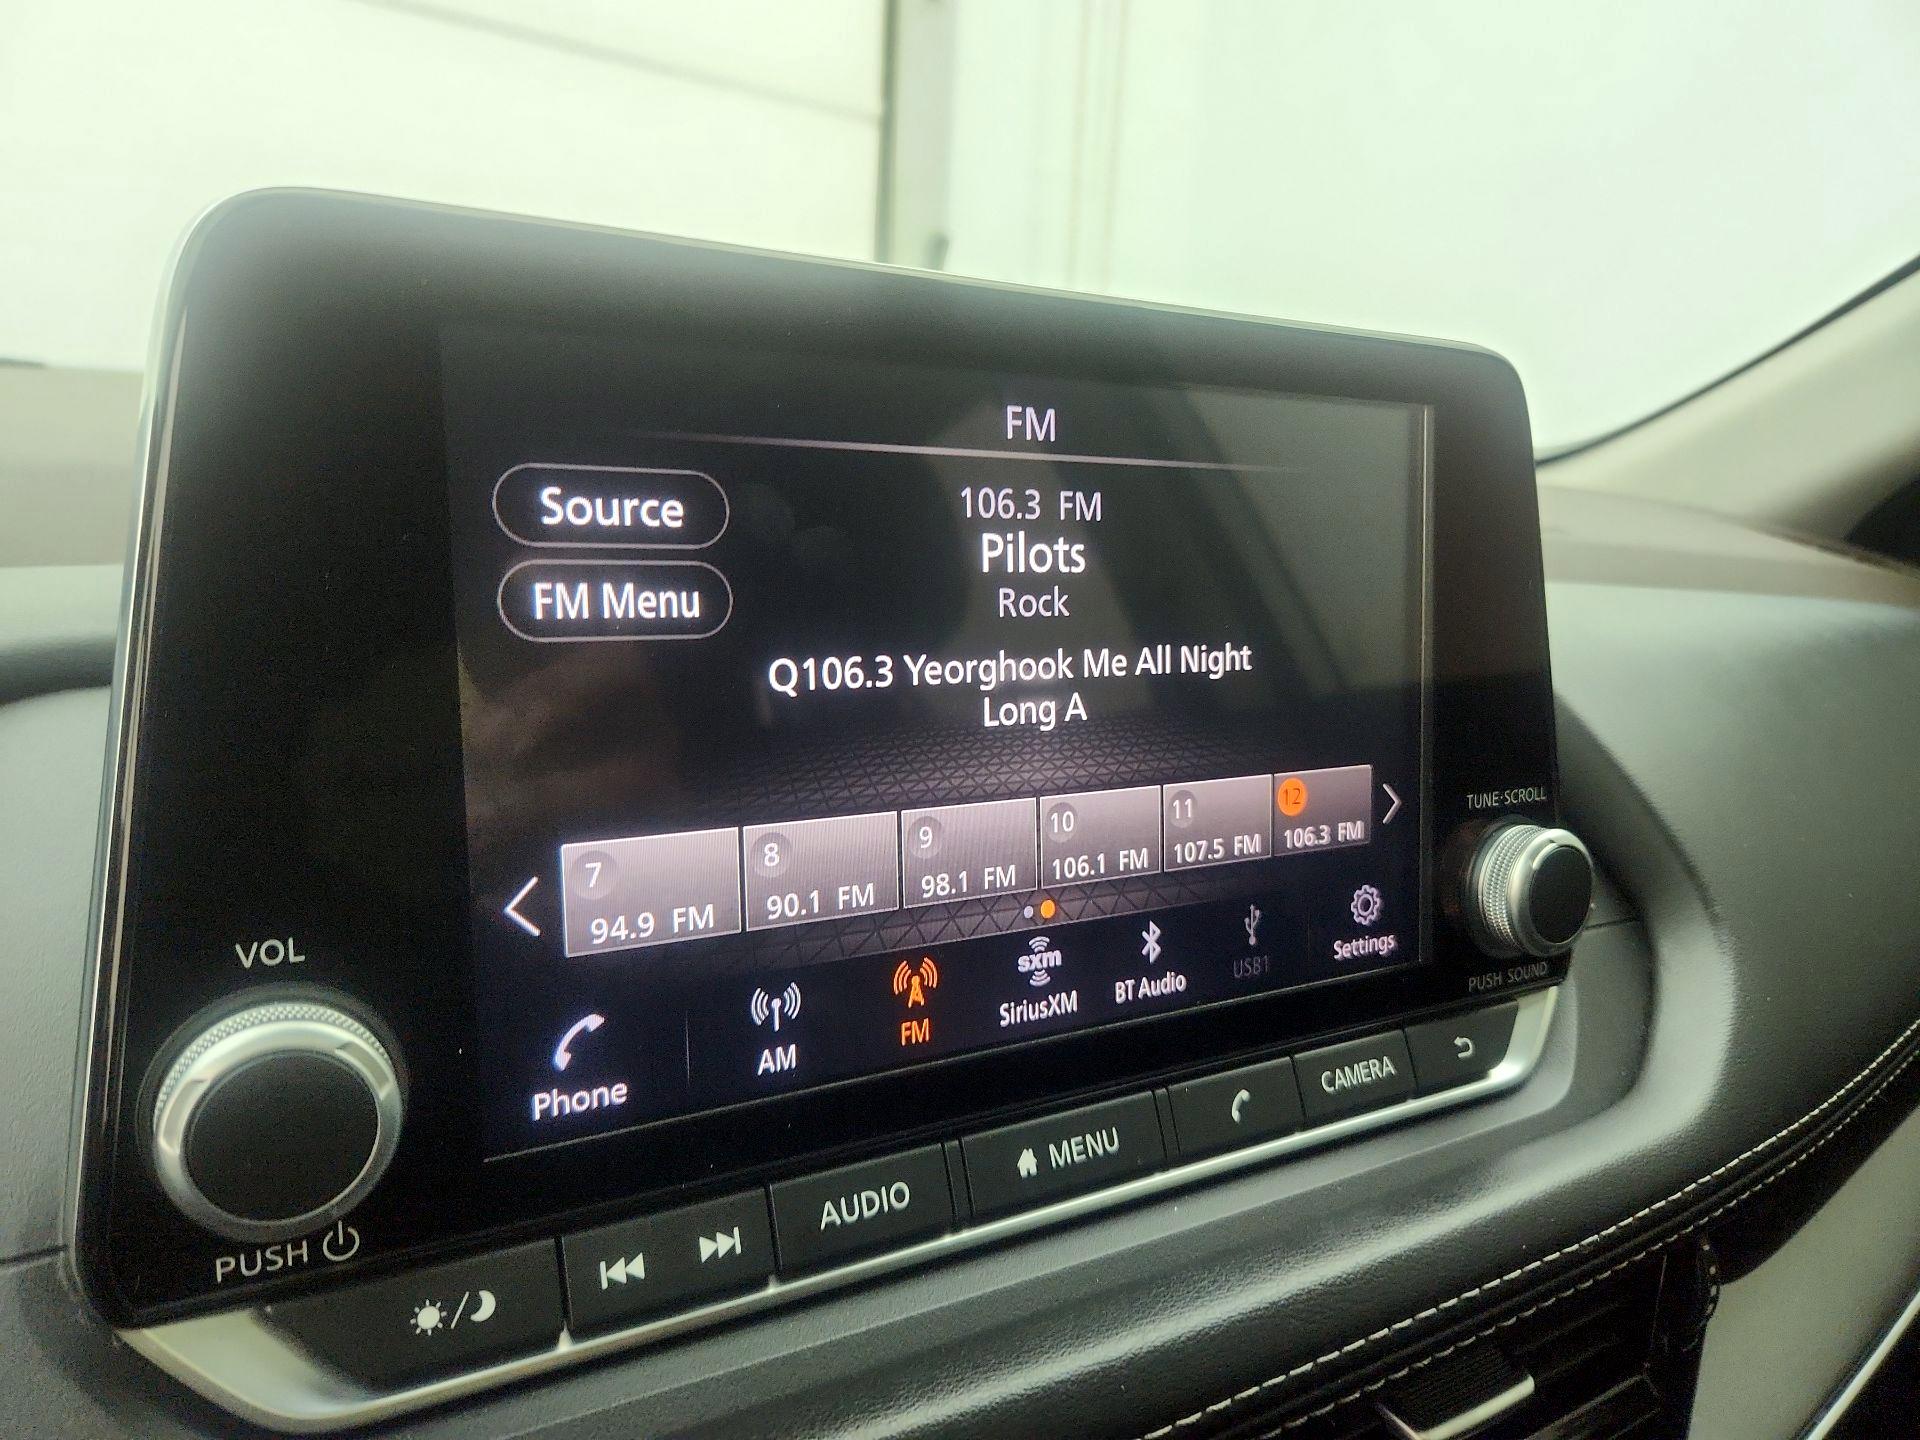 FM
Source
106.3 FM
Pilots
FM Menu
Rock
Q106.3 Yeorghook Me All Night
Long A
7
94.9 FM
8
90.1 FM
9
98.1 FM
10
106.1 FM
11
107.5 FM
12
106.3 FM
TUNE·SCROLL
PUSH SOUND
VOL
PUSH
Phone
AM
FM
sxm
SiriusXM
BT Audio
USB1
Settings
AUDIO
MENU
CAMERA